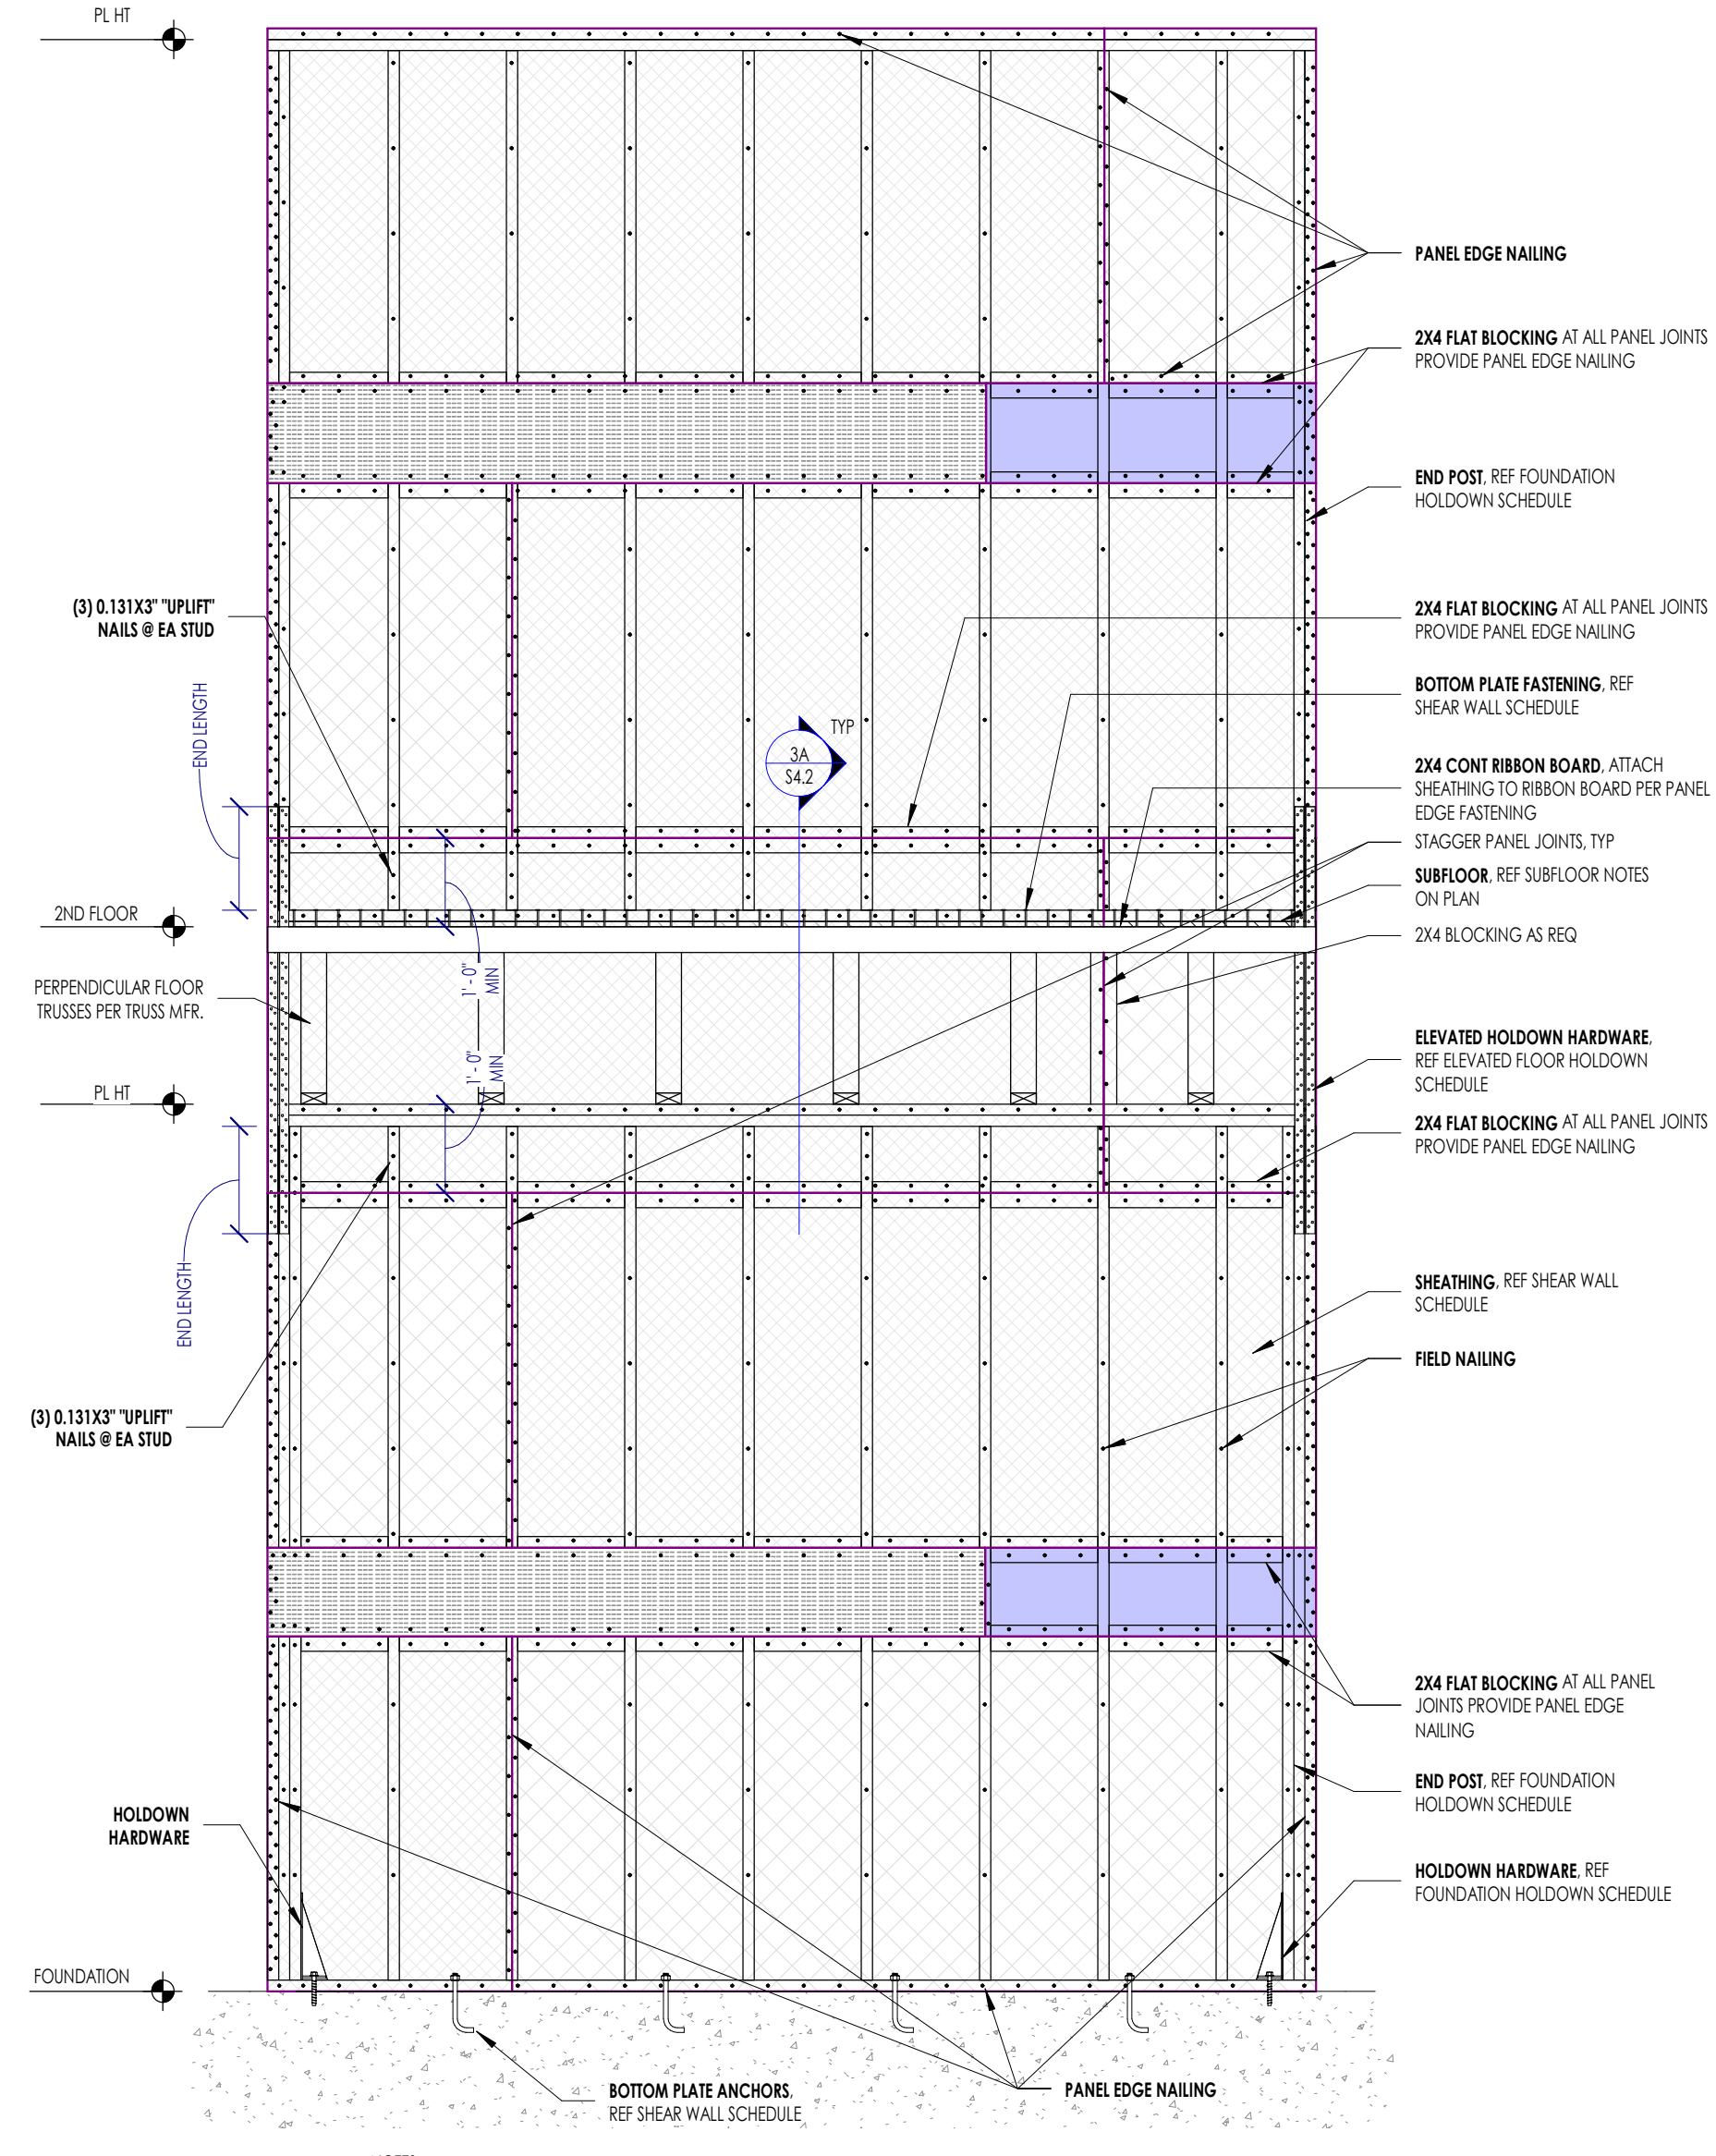 PL HT
PANEL EDGE NAILING
2X4 FLAT BLOCKING AT ALL PANEL JOINTS
PROVIDE PANEL EDGE NAILING
END POST, REF FOUNDATION
HOLDOWN SCHEDULE
(3) 0.131X3" "UPLIFT"
NAILS @ EA STUD
2X4 FLAT BLOCKING AT ALL PANEL JOINTS
PROVIDE PANEL EDGE NAILING
END LENGTH
BOTTOM PLATE FASTENING, REF
SHEAR WALL SCHEDULE
TYP
3A
S4.2
2X4 CONT RIBBON BOARD, ATTACH
SHEATHING TO RIBBON BOARD PER PANEL
EDGE FASTENING
STAGGER PANEL JOINTS, TYP
SUBFLOOR, REF SUBFLOOR NOTES
ON PLAN
2ND FLOOR
2X4 BLOCKING AS REQ
1' - 0"
MIN
PERPENDICULAR FLOOR
TRUSSES PER TRUSS MFR.
1' - 0"
MIN
ELEVATED HOLDOWN HARDWARE,
REF ELEVATED FLOOR HOLDOWN
SCHEDULE
PL HT
2X4 FLAT BLOCKING AT ALL PANEL JOINTS
PROVIDE PANEL EDGE NAILING
END LENGTH
SHEATHING, REF SHEAR WALL
SCHEDULE
FIELD NAILING
(3) 0.131X3" "UPLIFT"
NAILS @ EA STUD
2X4 FLAT BLOCKING AT ALL PANEL
JOINTS PROVIDE PANEL EDGE
NAILING
END POST, REF FOUNDATION
HOLDOWN SCHEDULE
HOLDOWN
HARDWARE
HOLDOWN HARDWARE, REF
FOUNDATION HOLDOWN SCHEDULE
FOUNDATION
BOTTOM PLATE ANCHORS,
REF SHEAR WALL SCHEDULE
PANEL EDGE NAILING